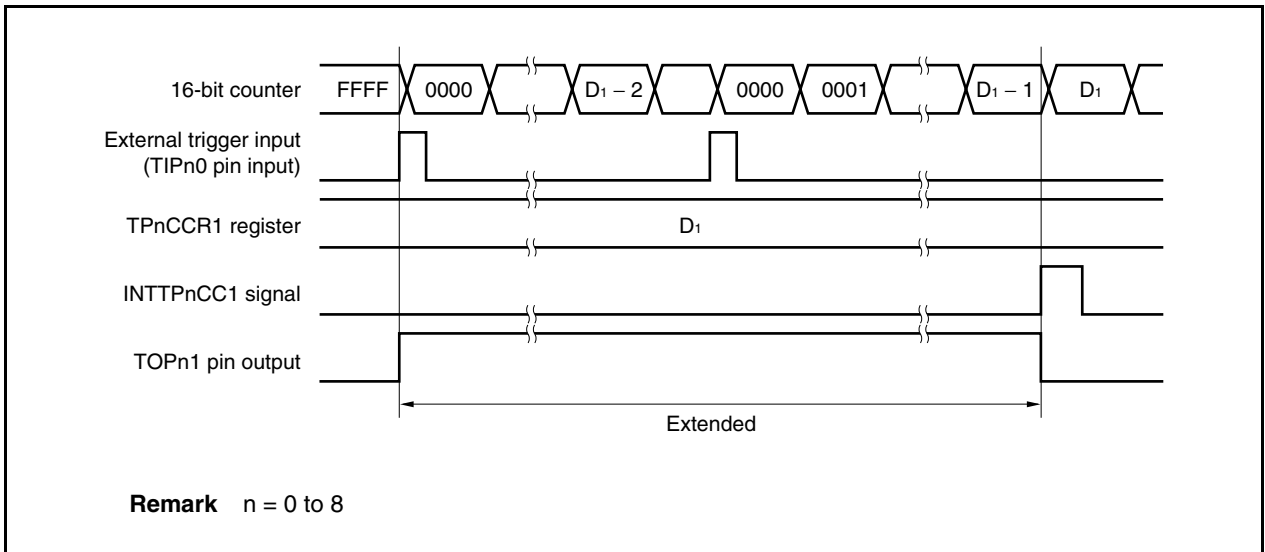 16-bit counter FFFF 0000 D₁ – 2 0000 0001 D₁ – 1 D₁
External trigger input
(TIPn0 pin input)
TPnCCR1 register D₁
INTTPnCC1 signal
TOPn1 pin output
Extended
Remark n = 0 to 8